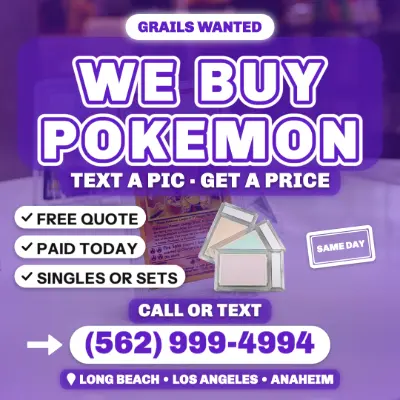 GRAILS WANTED
WE BUY
POKEMON
TEXT A PIC · GET A PRICE
✓ FREE QUOTE
✓ PAID TODAY
✓ SINGLES OR SETS
SAME DAY
CALL OR TEXT
(562) 999-4994
LONG BEACH • LOS ANGELES • ANAHEIM